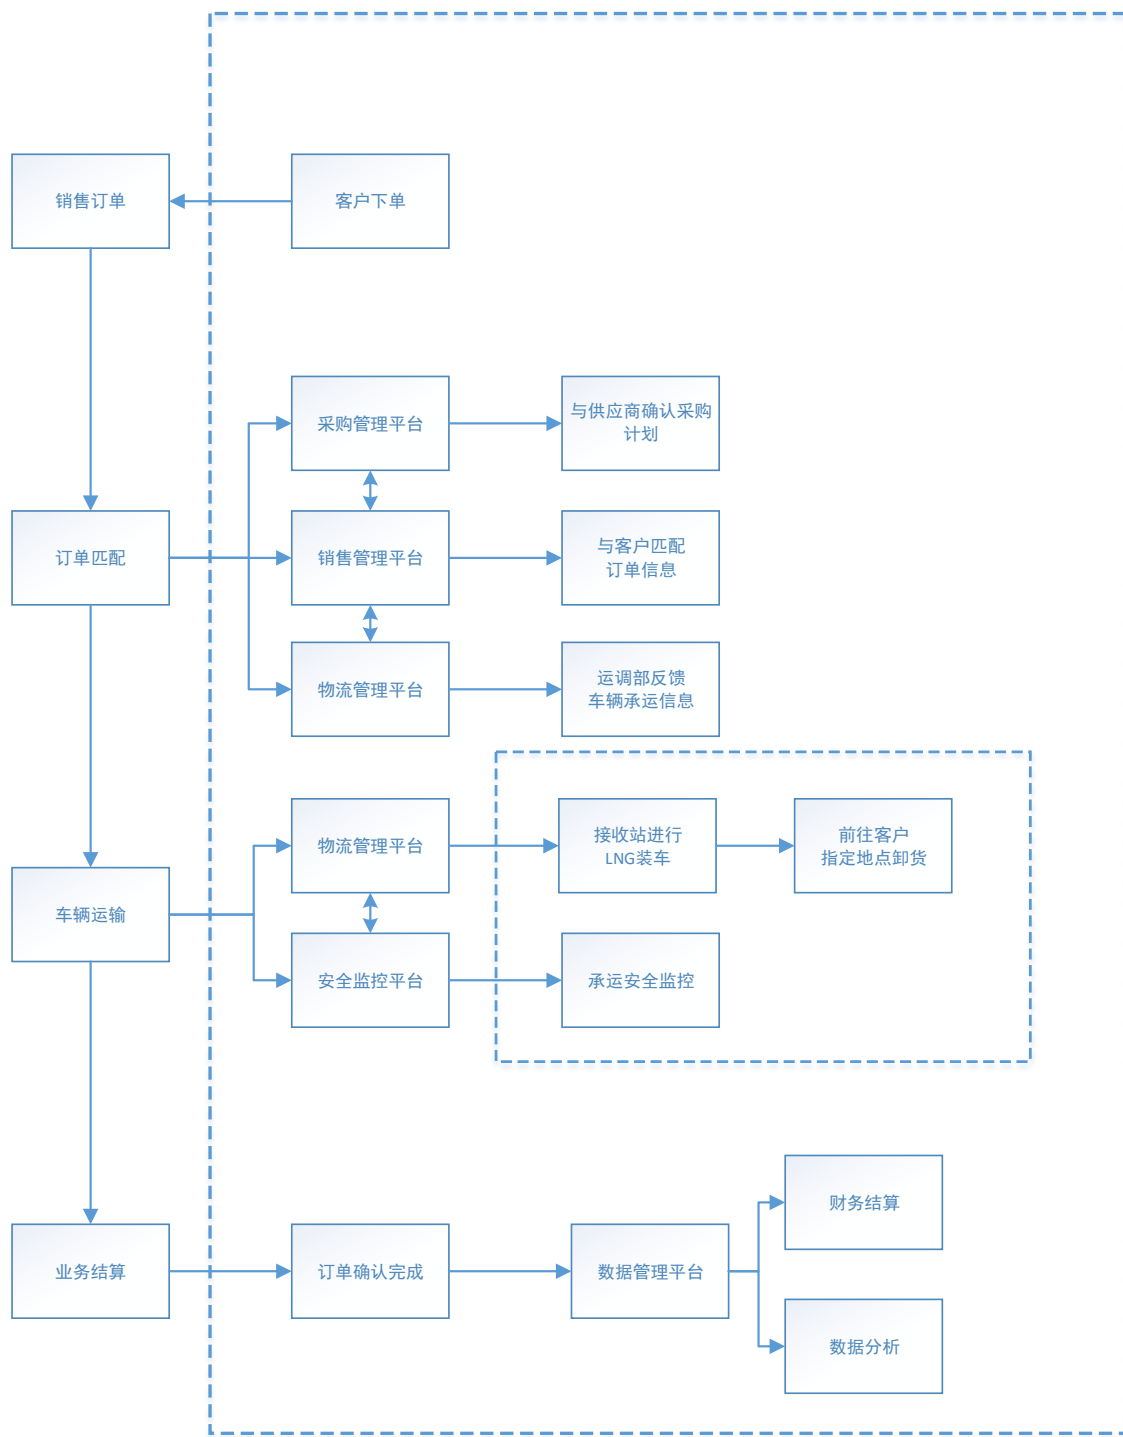 销售订单
客户下单
采购管理平台
与供应商确认采购
计划
订单匹配
销售管理平台
与客户匹配
订单信息
物流管理平台
运调部反馈
车辆承运信息
物流管理平台
接收站进行
LNG装车
前往客户
指定地点卸货
车辆运输
安全监控平台
承运安全监控
财务结算
业务结算
订单确认完成
数据管理平台
数据分析